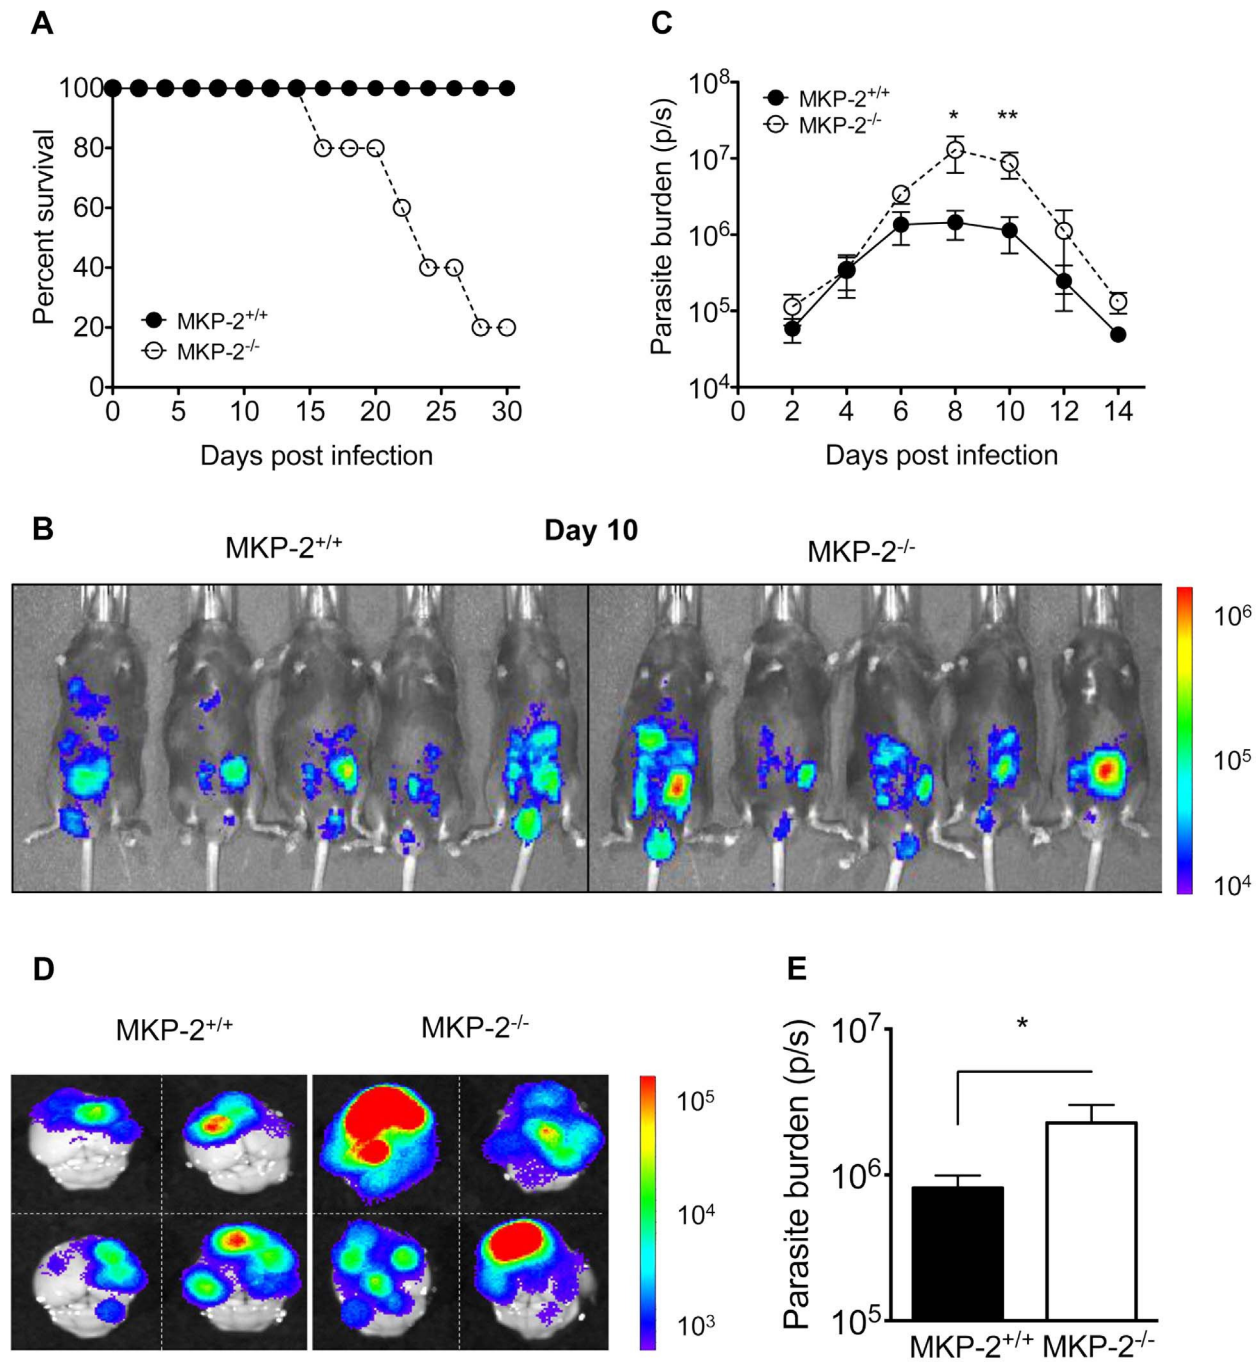 A
100
80
60
40
20
0
Percent survival
MKP-2+/+
MKP-2-/-
0 5 10 15 20 25 30
Days post infection
C
10^8
10^7
10^6
10^5
10^4
Parasite burden (p/s)
MKP-2+/+
MKP-2-/-
* **
0 2 4 6 8 10 12 14
Days post infection
B
Day 10
MKP-2+/+
MKP-2-/-
10^6
10^5
10^4
D
MKP-2+/+
MKP-2-/-
10^5
10^4
10^3
E
10^7
10^6
10^5
Parasite burden (p/s)
*
MKP-2+/+ MKP-2-/-